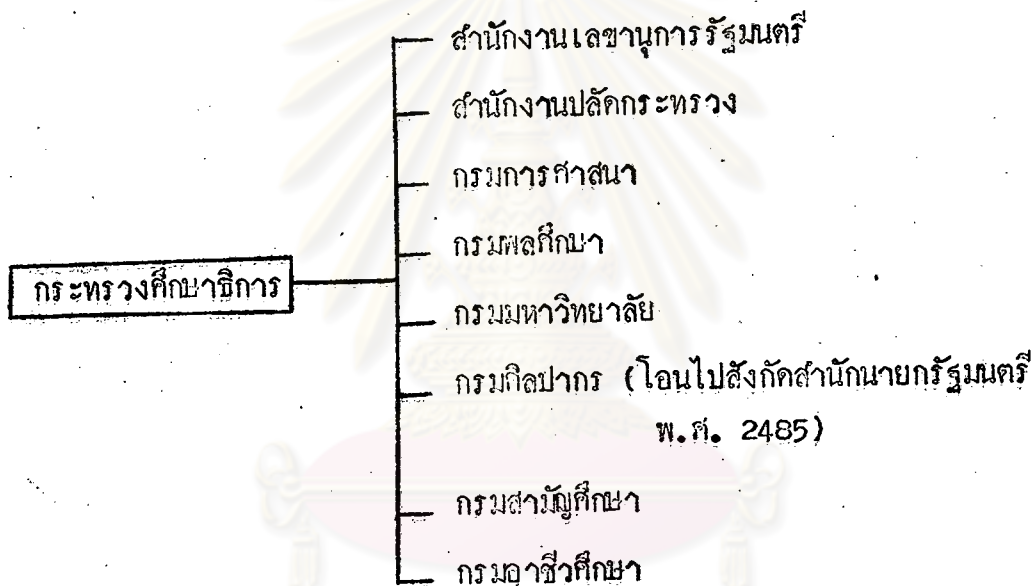 สำนักงานเลขานุการรัฐมนตรี
สำนักงานปลัดกระทรวง
กรมการศาสนา
กรมพลศึกษา
กระทรวงศึกษาธิการ
กรมมหาวิทยาลัย
กรมศิลปากร (โอนไปสังกัดสำนักนายกรัฐมนตรี
พ.ศ. 2485)
กรมสามัญศึกษา
กรมอาชีวศึกษา